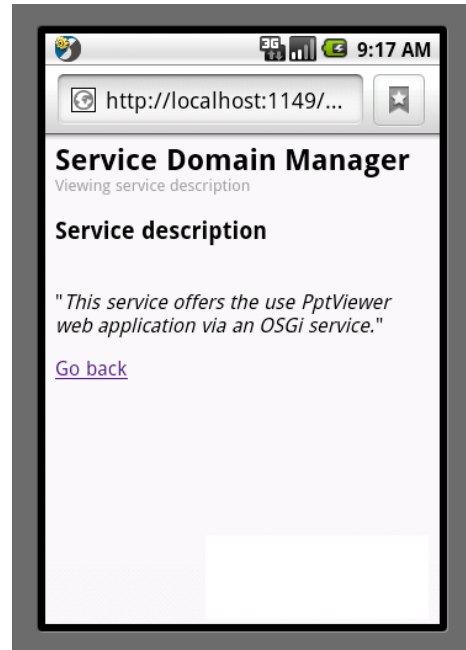 3G 9:17 AM
http://localhost:1149/...
Service Domain Manager
Viewing service description
Service description
"This service offers the use PptViewer
web application via an OSGi service."
Go back